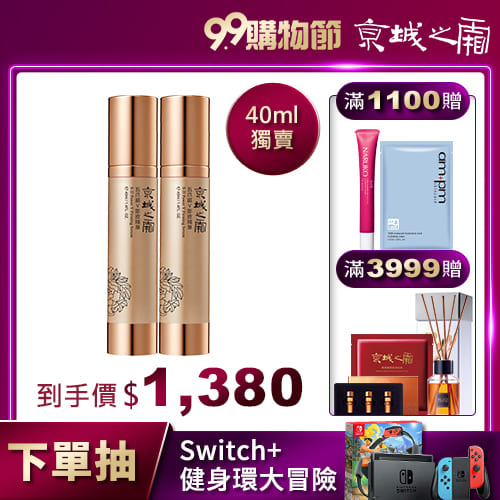 9.9購物節 京城之霜
40ml
獨賣
滿1100贈
NARUKO
am+pm
京城之霜
京城之霜
滿3999贈
京城之霜
到手價$1,380
下單抽
Switch+
健身環大冒險
SWITCH